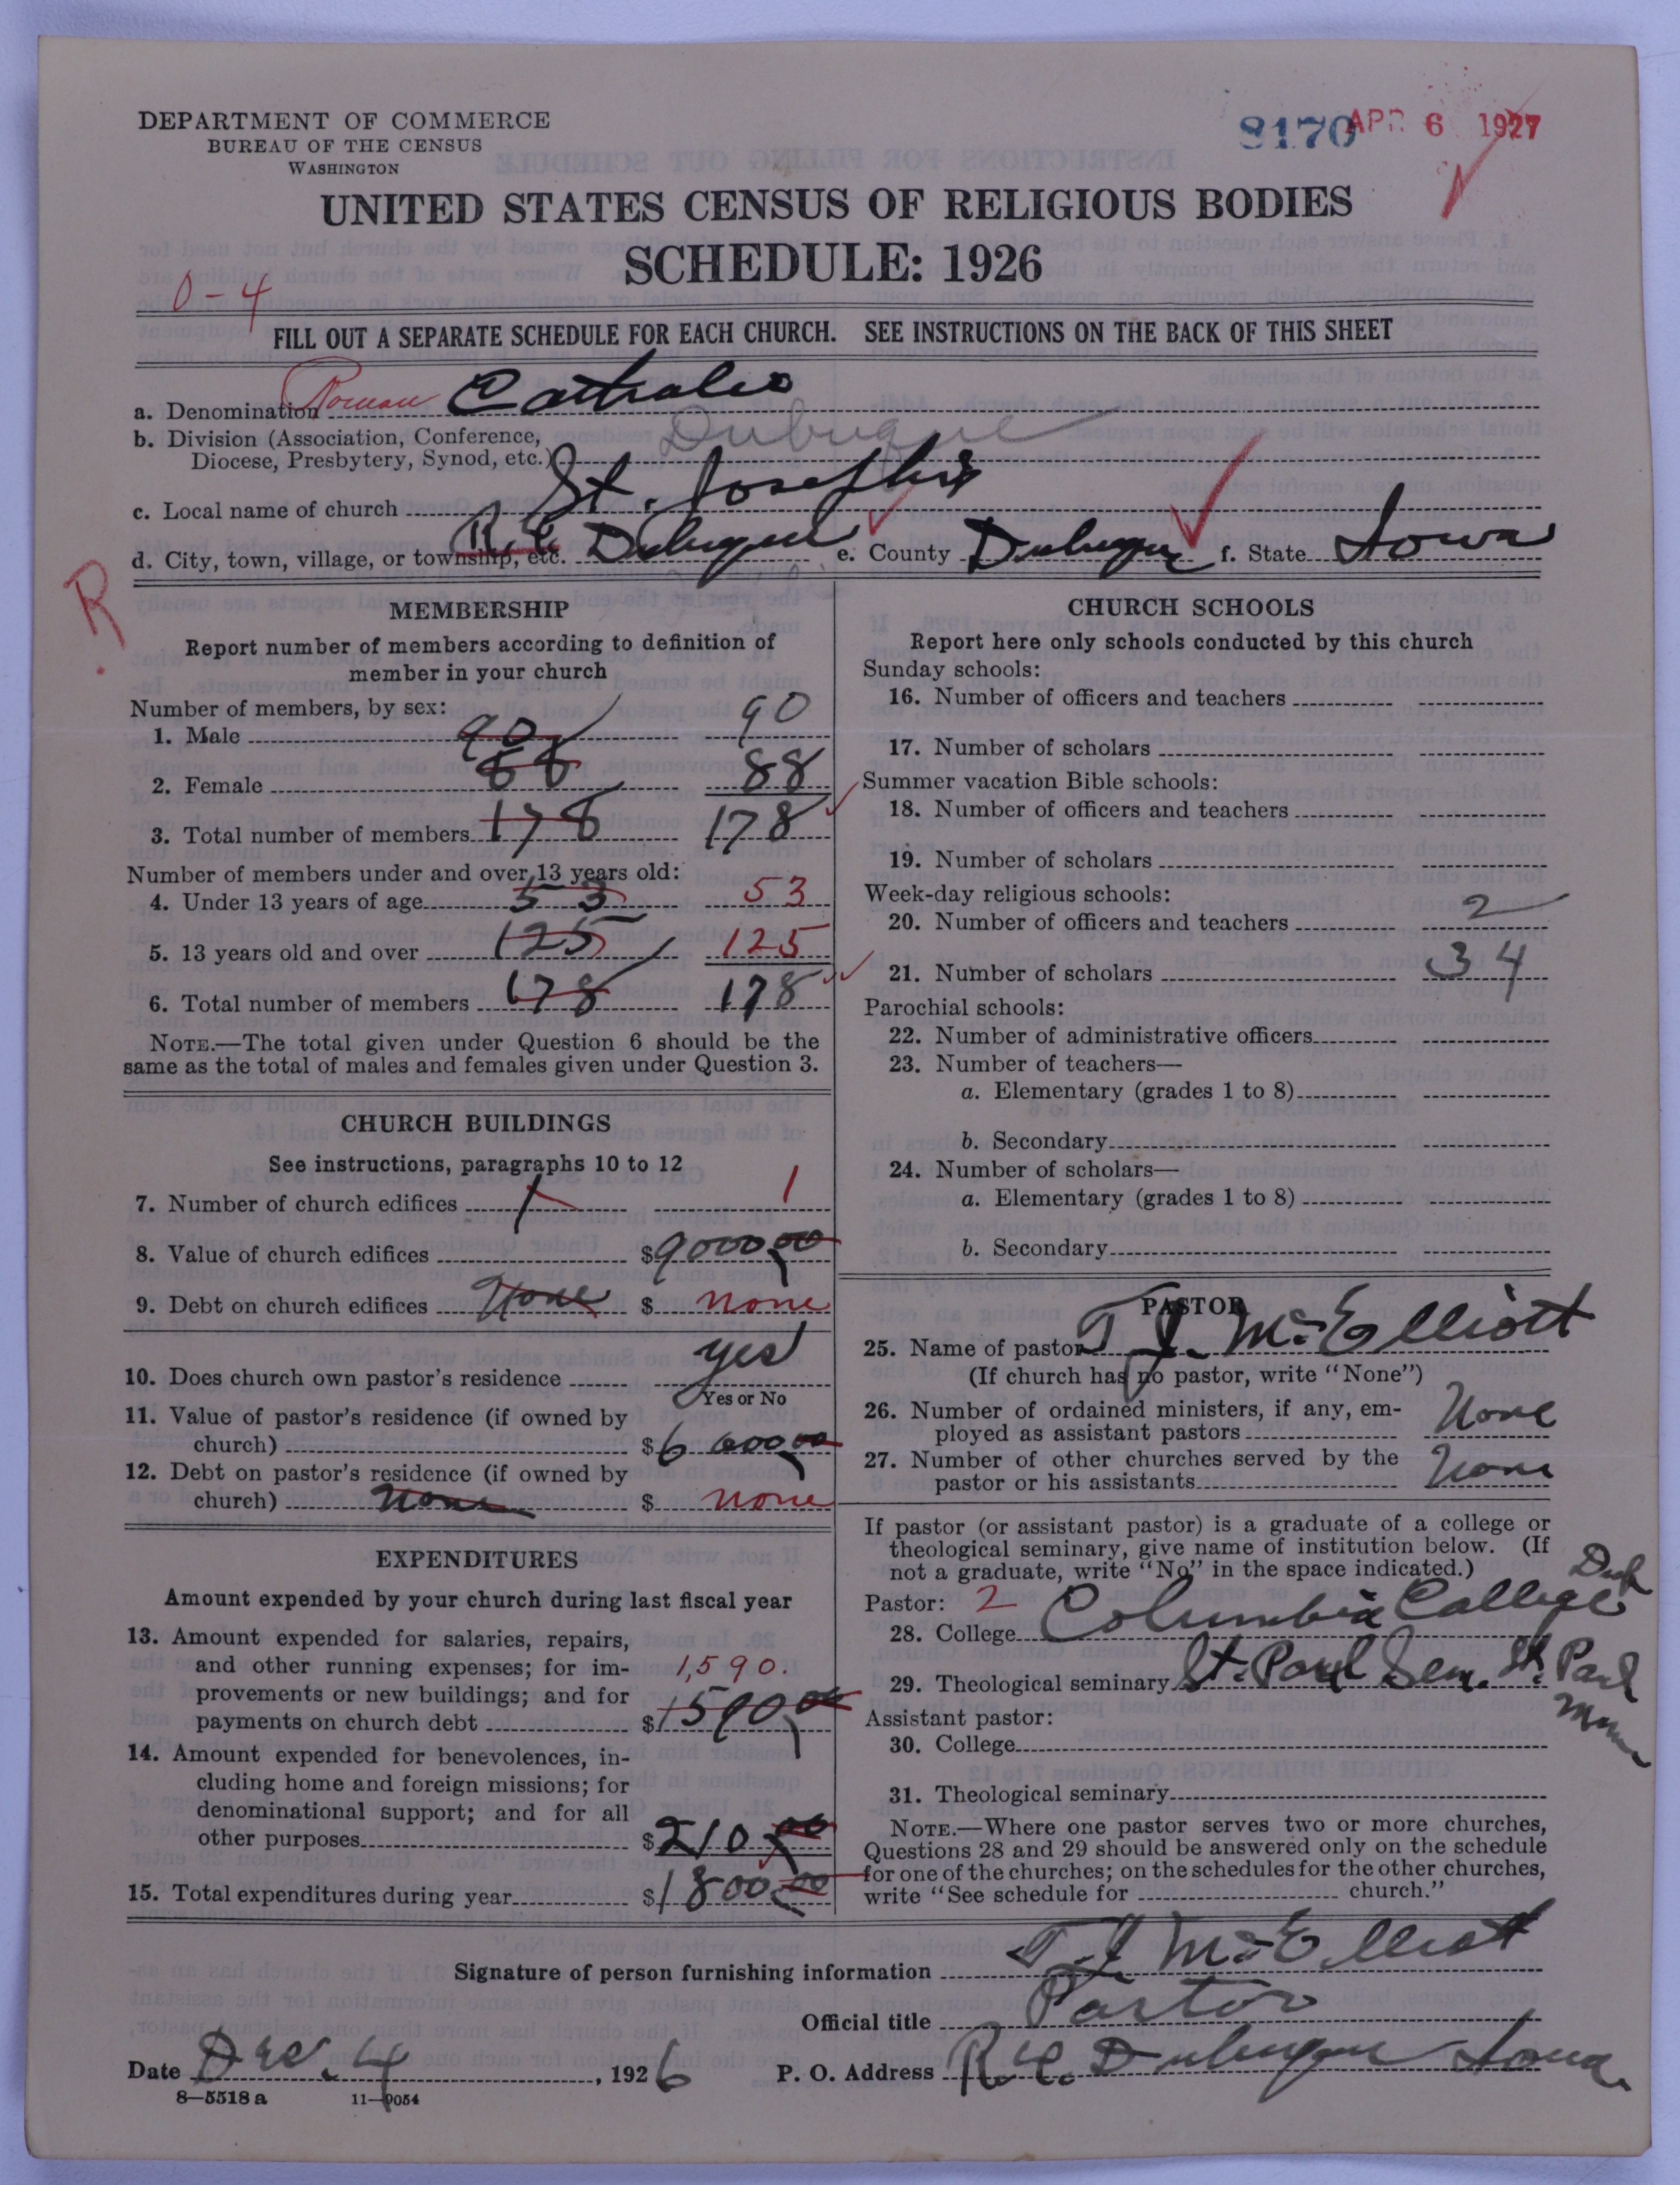 DEPARTMENT OF COMMERCE
BUREAU OF THE CENSUS
WASHINGTON
8170 APR 6 1927
UNITED STATES CENSUS OF RELIGIOUS BODIES
SCHEDULE: 1926
0-4
FILL OUT A SEPARATE SCHEDULE FOR EACH CHURCH. SEE INSTRUCTIONS ON THE BACK OF THIS SHEET
a. Denomination Roman Catholic
b. Division (Association, Conference, Diocese, Presbytery, Synod, etc.) Dubuque
c. Local name of church St. Joseph's
d. City, town, village, or township, etc. Dubuque e. County Dubuque f. State Iowa
R
MEMBERSHIP
Report number of members according to definition of
member in your church
Number of members, by sex:
1. Male 90 90
2. Female 88 88
3. Total number of members 178 178
Number of members under and over 13 years old:
4. Under 13 years of age 53 53
5. 13 years old and over 125 125
6. Total number of members 178 178
NOTE.—The total given under Question 6 should be the
same as the total of males and females given under Question 3.
CHURCH BUILDINGS
See instructions, paragraphs 10 to 12
7. Number of church edifices 1 1
8. Value of church edifices $9000 00
9. Debt on church edifices None $ none
10. Does church own pastor's residence yes
Yes or No
11. Value of pastor's residence (if owned by
church) $6 000 00
12. Debt on pastor's residence (if owned by
church) None $ none
EXPENDITURES
Amount expended by your church during last fiscal year
13. Amount expended for salaries, repairs,
and other running expenses; for im- 1,590.
provements or new buildings; and for
payments on church debt $1590 00
14. Amount expended for benevolences, in-
cluding home and foreign missions; for
denominational support; and for all
other purposes $210 00
15. Total expenditures during year $1800 00
CHURCH SCHOOLS
Report here only schools conducted by this church
Sunday schools:
16. Number of officers and teachers
17. Number of scholars
Summer vacation Bible schools:
18. Number of officers and teachers
19. Number of scholars
Week-day religious schools:
20. Number of officers and teachers 2
21. Number of scholars 34
Parochial schools:
22. Number of administrative officers
23. Number of teachers—
a. Elementary (grades 1 to 8)
b. Secondary
24. Number of scholars—
a. Elementary (grades 1 to 8)
b. Secondary
PASTOR
25. Name of pastor T J. McElliott
(If church has no pastor, write "None")
26. Number of ordained ministers, if any, em-
ployed as assistant pastors None
27. Number of other churches served by the
pastor or his assistants None
If pastor (or assistant pastor) is a graduate of a college or
theological seminary, give name of institution below. (If
not a graduate, write "No" in the space indicated.)
Pastor: 2
28. College Columbia College Dub
29. Theological seminary St. Paul Sem. St. Paul Minn
Assistant pastor:
30. College
31. Theological seminary
NOTE.—Where one pastor serves two or more churches,
Questions 28 and 29 should be answered only on the schedule
for one of the churches; on the schedules for the other churches,
write "See schedule for church."
Signature of person furnishing information T. J. McElliott
Official title Pastor
Date Dec. 4, 1926 P. O. Address Dubuque Iowa
8—5518 a 11—9054